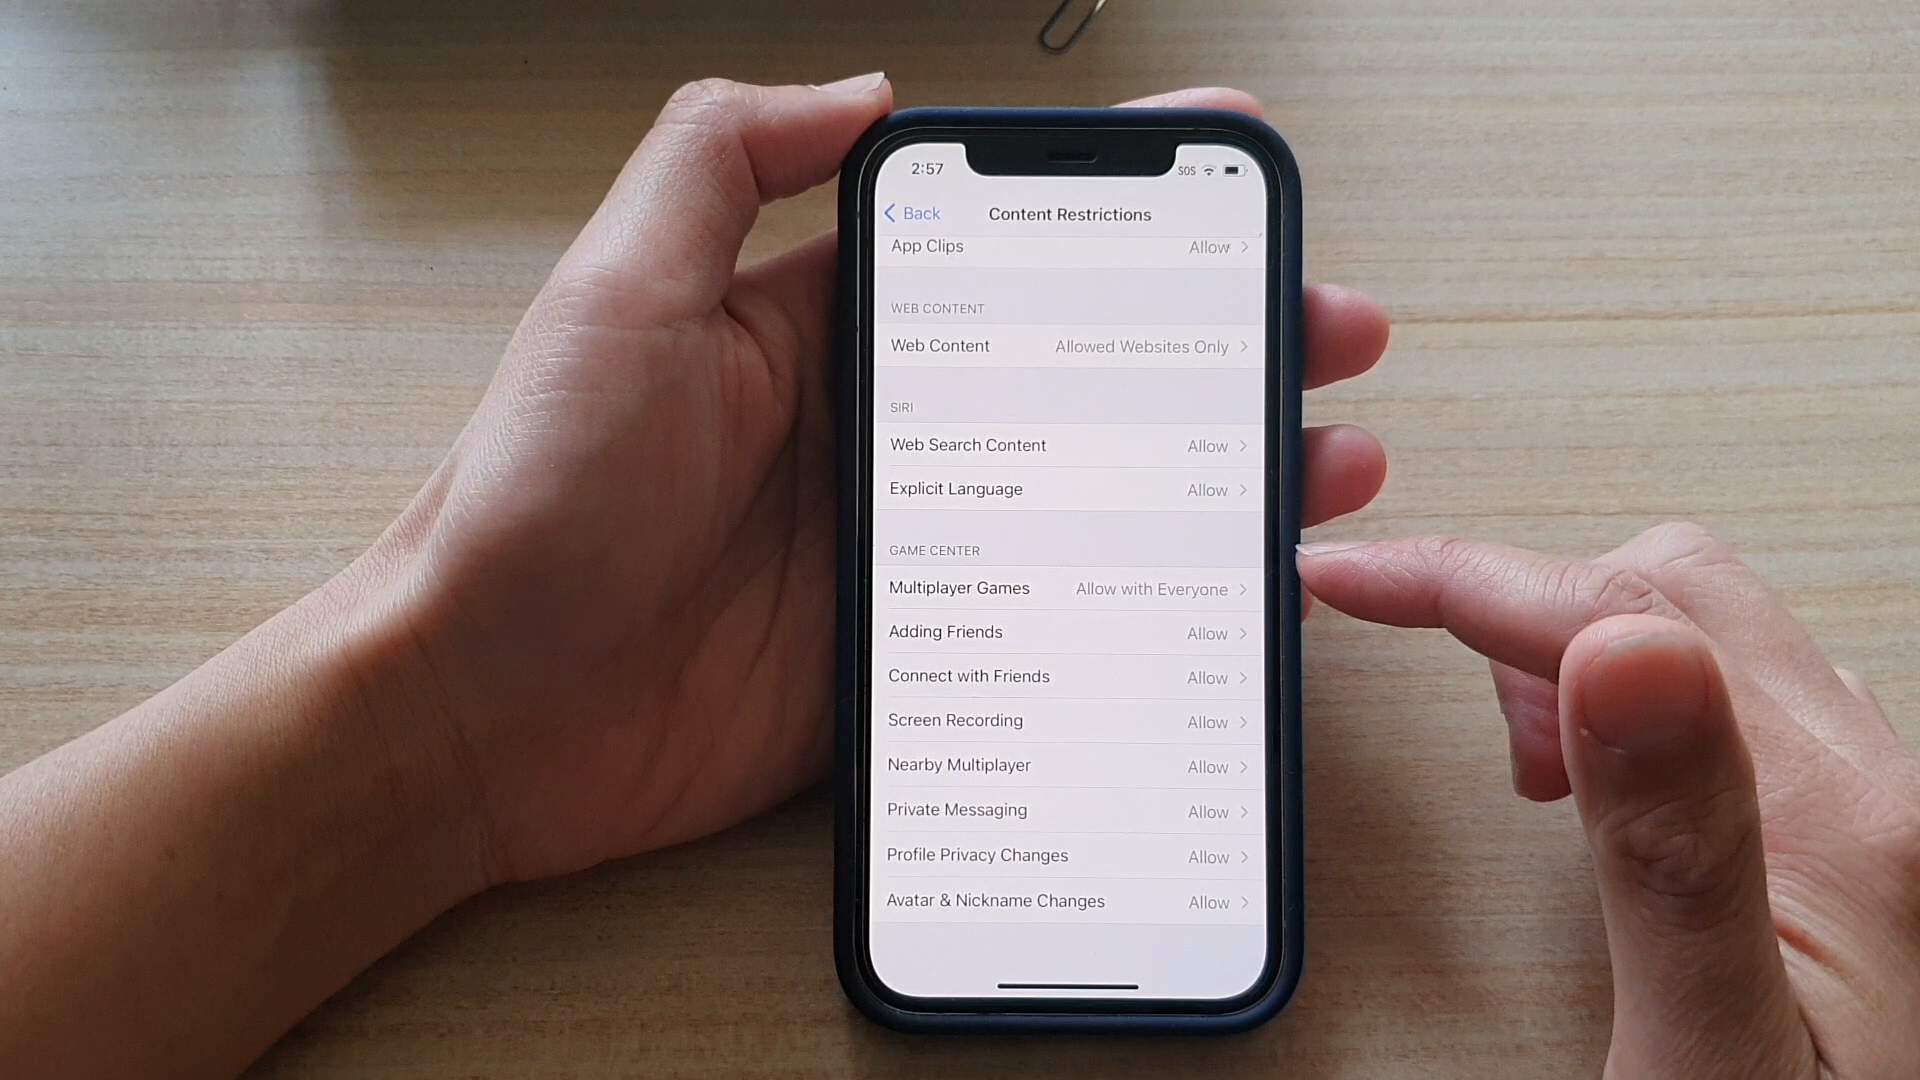 2:57
SOS
Back
Content Restrictions
App Clips Allow
WEB CONTENT
Web Content Allowed Websites Only
SIRI
Web Search Content Allow
Explicit Language Allow
GAME CENTER
Multiplayer Games Allow with Everyone
Adding Friends Allow
Connect with Friends Allow
Screen Recording Allow
Nearby Multiplayer Allow
Private Messaging Allow
Profile Privacy Changes Allow
Avatar & Nickname Changes Allow